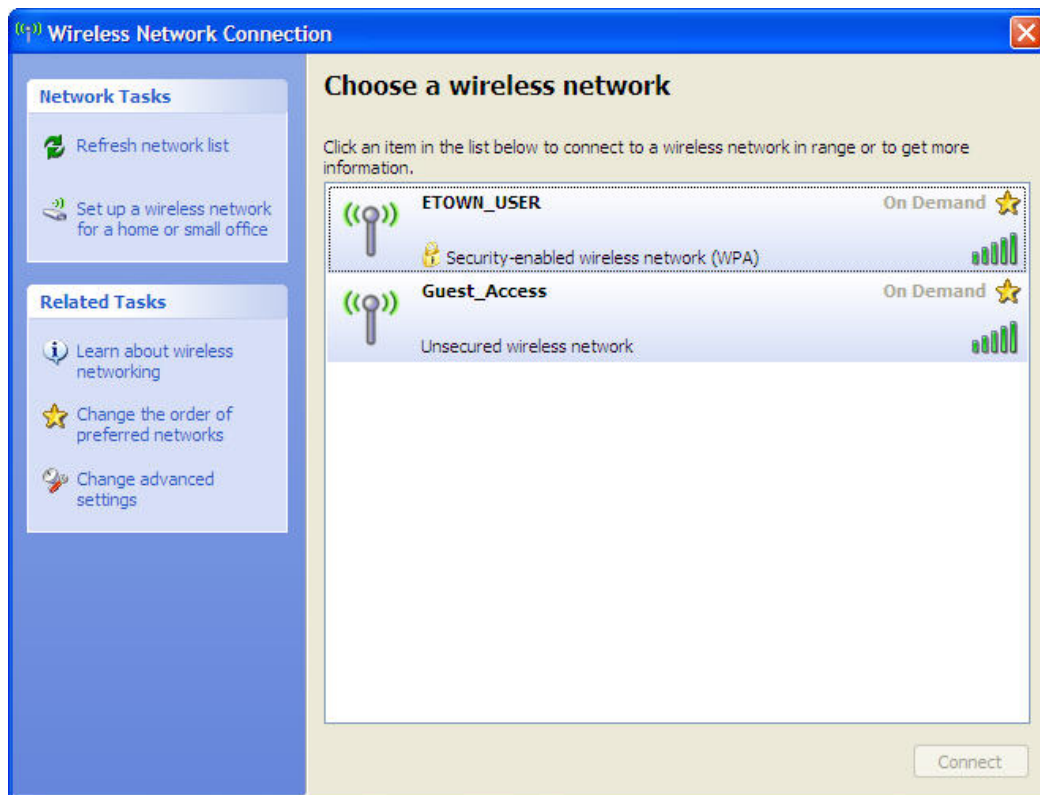 Wireless Network Connection
Network Tasks
Refresh network list
Set up a wireless network
for a home or small office
Related Tasks
Learn about wireless
networking
Change the order of
preferred networks
Change advanced
settings
Choose a wireless network
Click an item in the list below to connect to a wireless network in range or to get more
information.
ETOWN_USER On Demand
Security-enabled wireless network (WPA)
Guest_Access On Demand
Unsecured wireless network
Connect